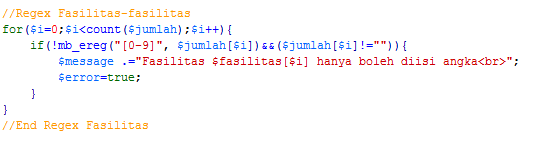 //Regex Fasilitas-fasilitas
for($i=0;$i<count($jumlah);$i++){
if(!mb_ereg("[0-9]", $jumlah[$i])&&($jumlah[$i]!="")){
$message .="Fasilitas $fasilitas[$i] hanya boleh diisi angka<br>";
$error=true;
}
}
//End Regex Fasilitas